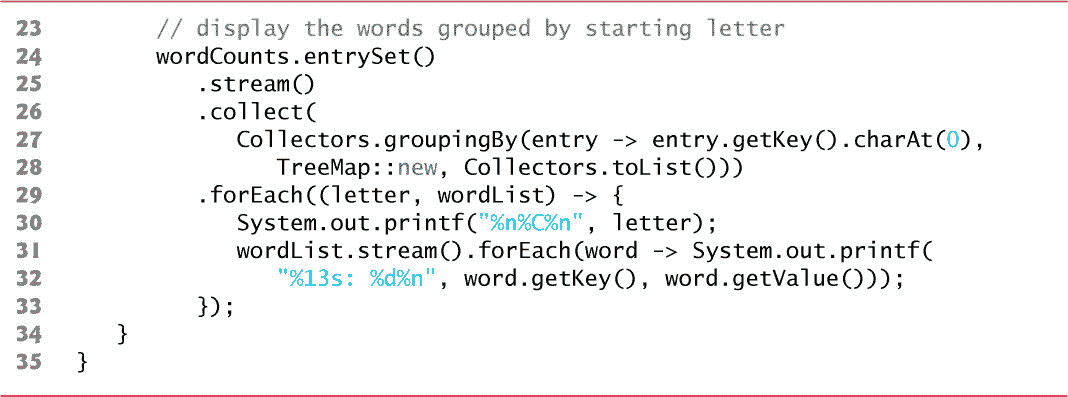 23 // display the words grouped by starting letter
24 wordCounts.entrySet()
25 .stream()
26 .collect(
27 Collectors.groupingBy(entry -> entry.getKey().charAt(0),
28 TreeMap::new, Collectors.toList()))
29 .forEach((letter, wordList) -> {
30 System.out.printf("%n%C%n", letter);
31 wordList.stream().forEach(word -> System.out.printf(
32 "%13s: %d%n", word.getKey(), word.getValue()));
33 });
34 }
35 }